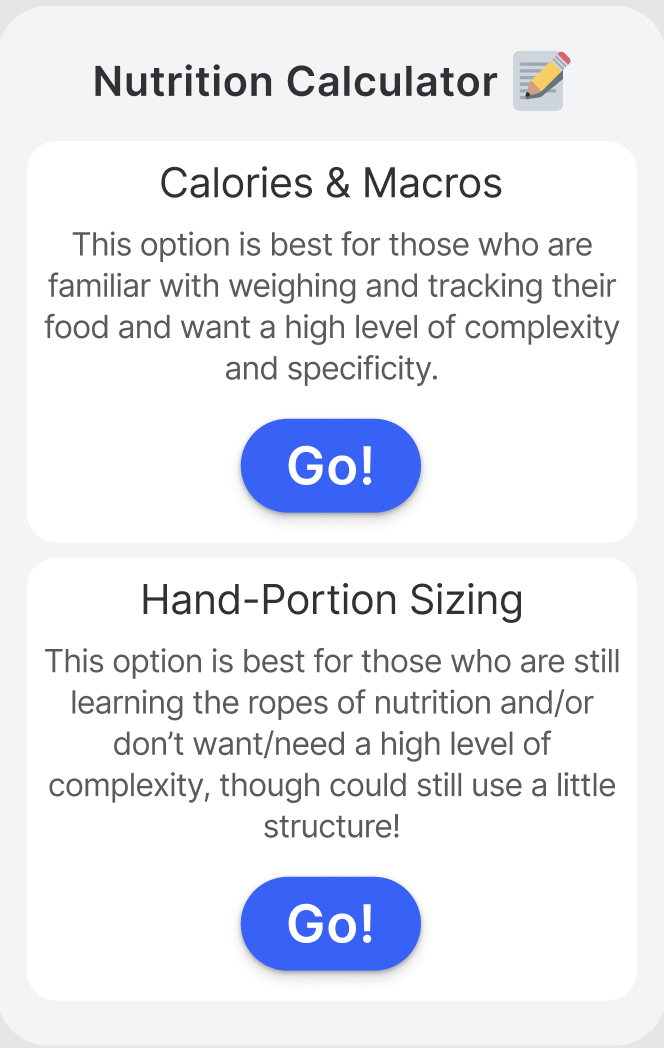 Nutrition Calculator
Calories & Macros
This option is best for those who are
familiar with weighing and tracking their
food and want a high level of complexity
and specificity.
Go!
Hand-Portion Sizing
This option is best for those who are still
learning the ropes of nutrition and/or
don’t want/need a high level of
complexity, though could still use a little
structure!
Go!